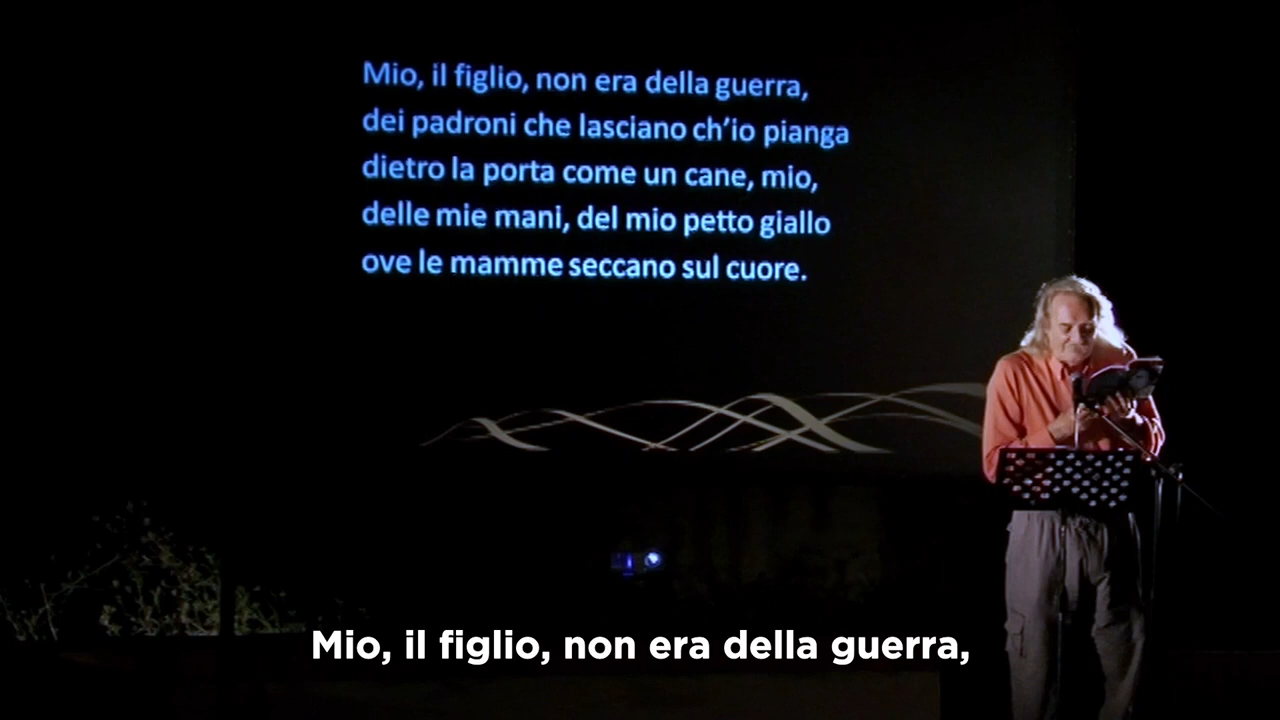 Mio, il figlio, non era della guerra,
dei padroni che lasciano ch'io pianga
dietro la porta come un cane, mio,
delle mie mani, del mio petto giallo
ove le mamme seccano sul cuore.
Mio, il figlio, non era della guerra,